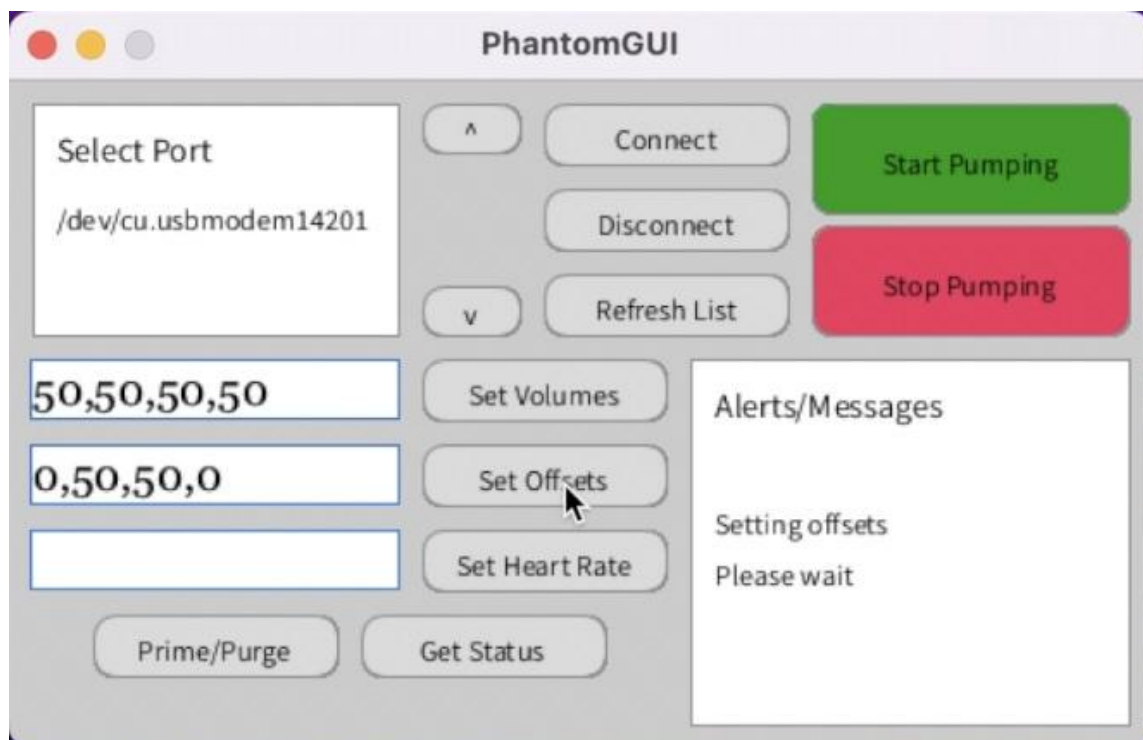 PhantomGUI
Select Port
/dev/cu.usbmodem14201
^
v
Connect
Disconnect
Refresh List
Start Pumping
Stop Pumping
50,50,50,50
Set Volumes
0,50,50,0
Set Offsets
Set Heart Rate
Prime/Purge
Get Status
Alerts/Messages
Setting offsets
Please wait